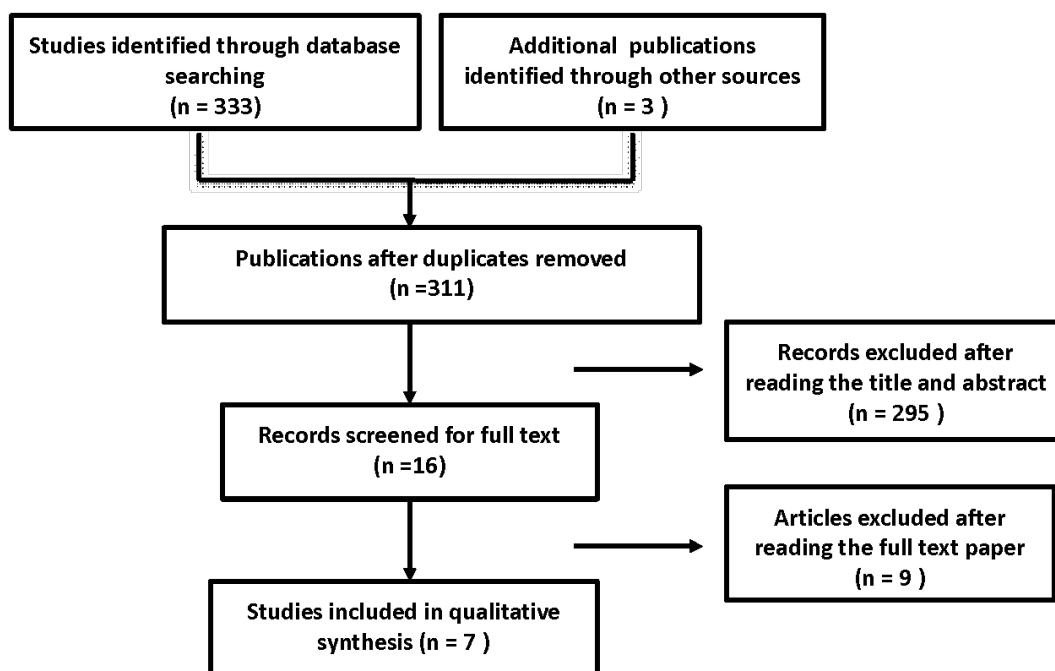 Studies identified through database
searching
(n = 333)
Additional publications
identified through other sources
(n = 3 )
Publications after duplicates removed
(n =311)
Records excluded after
reading the title and abstract
(n = 295 )
Records screened for full text
(n =16)
Articles excluded after
reading the full text paper
(n = 9 )
Studies included in qualitative
synthesis (n = 7 )